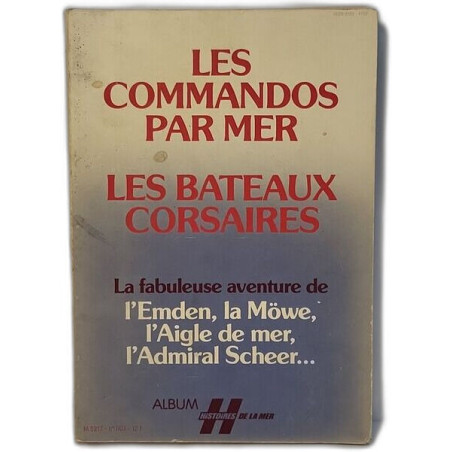 LES
COMMANDOS
PAR MER
LES BATEAUX
CORSAIRES
La fabuleuse aventure de
l'Emden, la Möwe,
l'Aigle de mer,
l'Admiral Scheer...
ALBUM
HISTOIRES DE LA MER